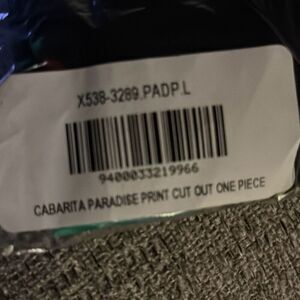 X538-3289.PADP.L
9400033219966
CABARITA PARADISE PRINT CUT OUT ONE PIECE